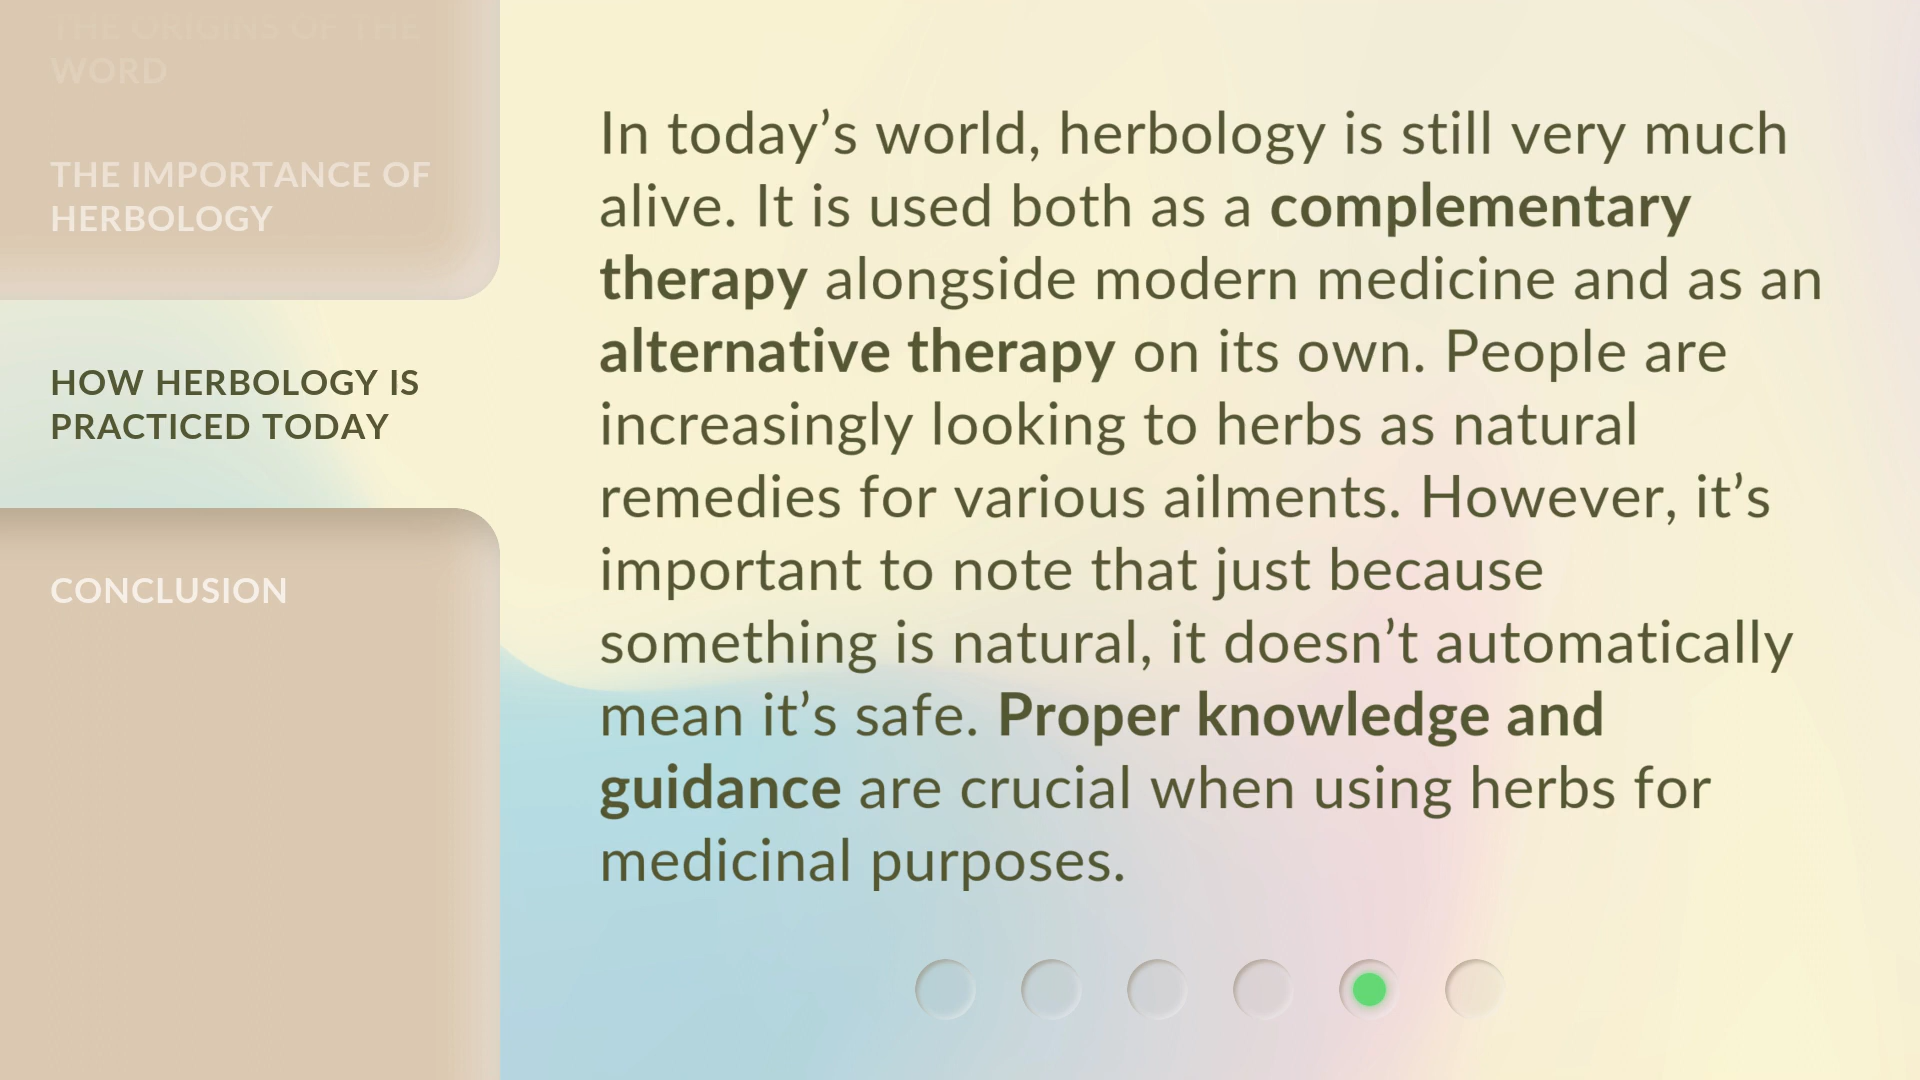 THE ORIGINS OF THE
WORD
THE IMPORTANCE OF
HERBOLOGY
HOW HERBOLOGY IS
PRACTICED TODAY
CONCLUSION
In today’s world, herbology is still very much
alive. It is used both as a complementary
therapy alongside modern medicine and as an
alternative therapy on its own. People are
increasingly looking to herbs as natural
remedies for various ailments. However, it’s
important to note that just because
something is natural, it doesn’t automatically
mean it’s safe. Proper knowledge and
guidance are crucial when using herbs for
medicinal purposes.